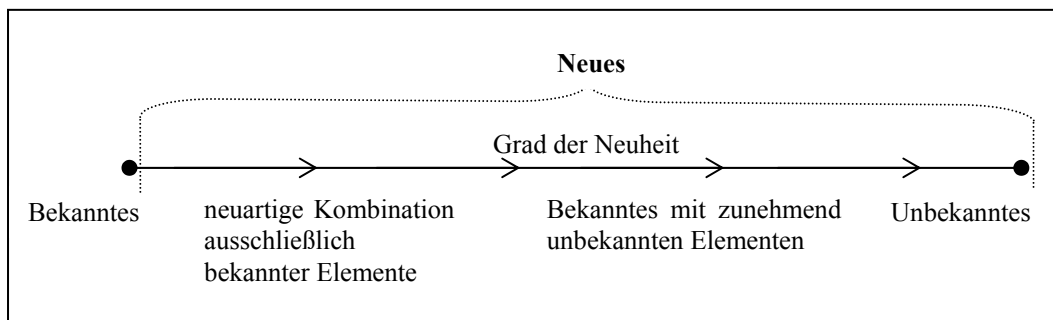 Neues
Grad der Neuheit
Bekanntes
neuartige Kombination
ausschließlich
bekannter Elemente
Bekanntes mit zunehmend
unbekannten Elementen
Unbekanntes